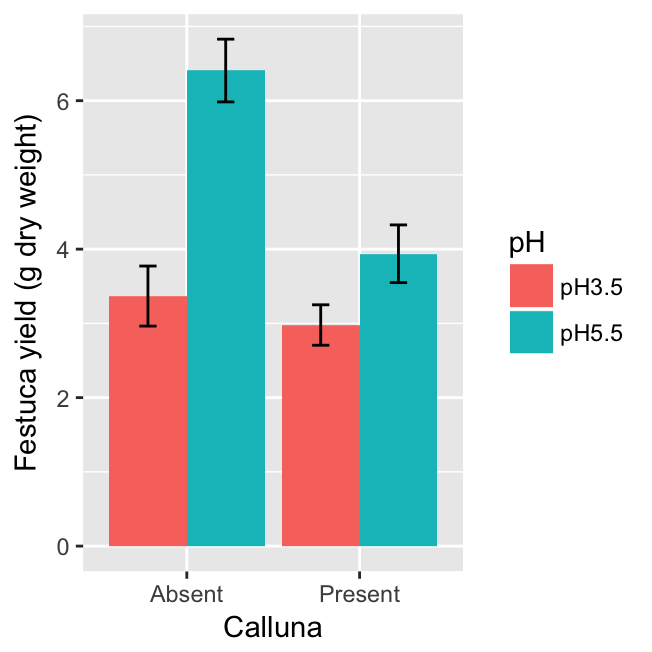 Festuca yield (g dry weight)
6
4
2
0
Absent
Present
Calluna
pH
pH3.5
pH5.5